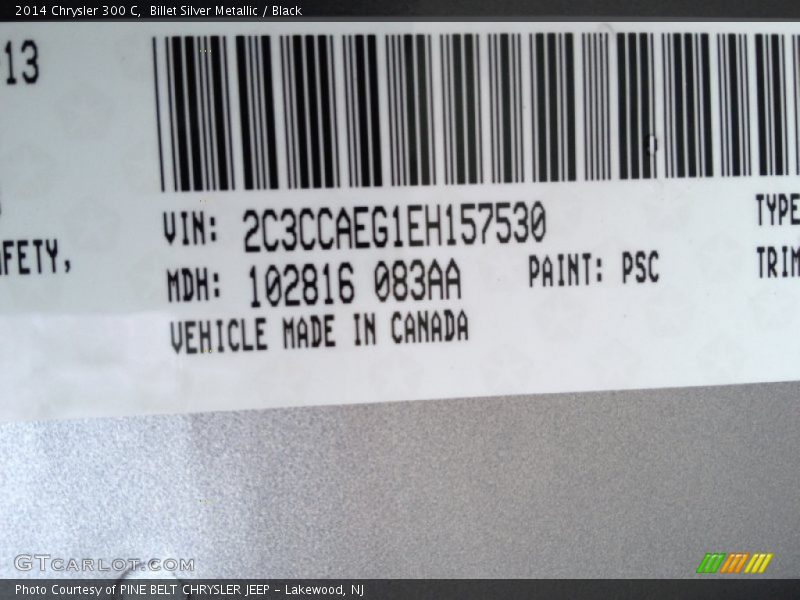 2014 Chrysler 300 C,  Billet Silver Metallic / Black
13
VIN: 2C3CCAEG1EH157530
TYPE
AFETY,
MDH: 102816 083AA
PAINT: PSC
TRIM
VEHICLE MADE IN CANADA
GTCARLOT.COM
Photo Courtesy of PINE BELT CHRYSLER JEEP - Lakewood, NJ